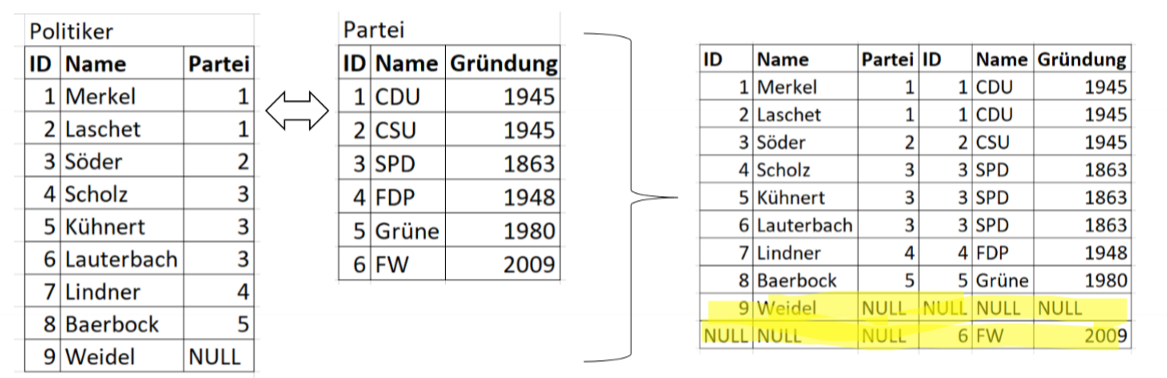 Politiker
ID Name Partei
1 Merkel 1
2 Laschet 1
3 Söder 2
4 Scholz 3
5 Kühnert 3
6 Lauterbach 3
7 Lindner 4
8 Baerbock 5
9 Weidel NULL
Partei
ID Name Gründung
1 CDU 1945
2 CSU 1945
3 SPD 1863
4 FDP 1948
5 Grüne 1980
6 FW 2009
ID Name Partei ID Name Gründung
1 Merkel 1 1 CDU 1945
2 Laschet 1 1 CDU 1945
3 Söder 2 2 CSU 1945
4 Scholz 3 3 SPD 1863
5 Kühnert 3 3 SPD 1863
6 Lauterbach 3 3 SPD 1863
7 Lindner 4 4 FDP 1948
8 Baerbock 5 5 Grüne 1980
9 Weidel NULL NULL NULL NULL
NULL NULL NULL 6 FW 2009